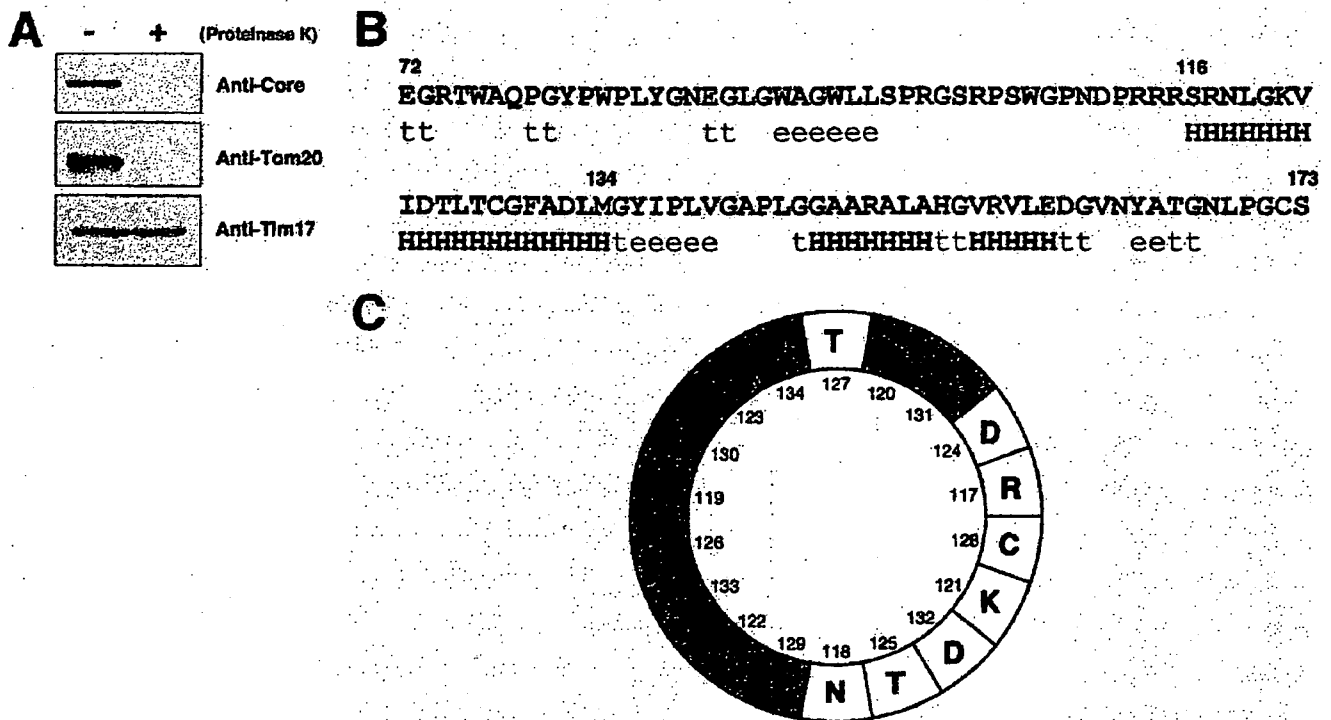 A
- + (Proteinase K)
Anti-Core
Anti-Tom20
Anti-Tim17
B
72 116
EGRTWAQPGYPWPLYGNEGLGWAGWLLSPRGSRPSWGPNDPRRRSRNLGKV
tt tt tt eeeeee HHHHHHH
134 173
IDTLTCGFADLMGYIPLVGAPLGGAARALAHGVRVLEDGVNYATGNLPGCS
HHHHHHHHHHHHteeeee tHHHHHHHttHHHHHtt eett
C
T
134 127 120
123 131
D
130 124
119 117 R
126 128 C
133 121 K
122 132
129 118 125 D
N T